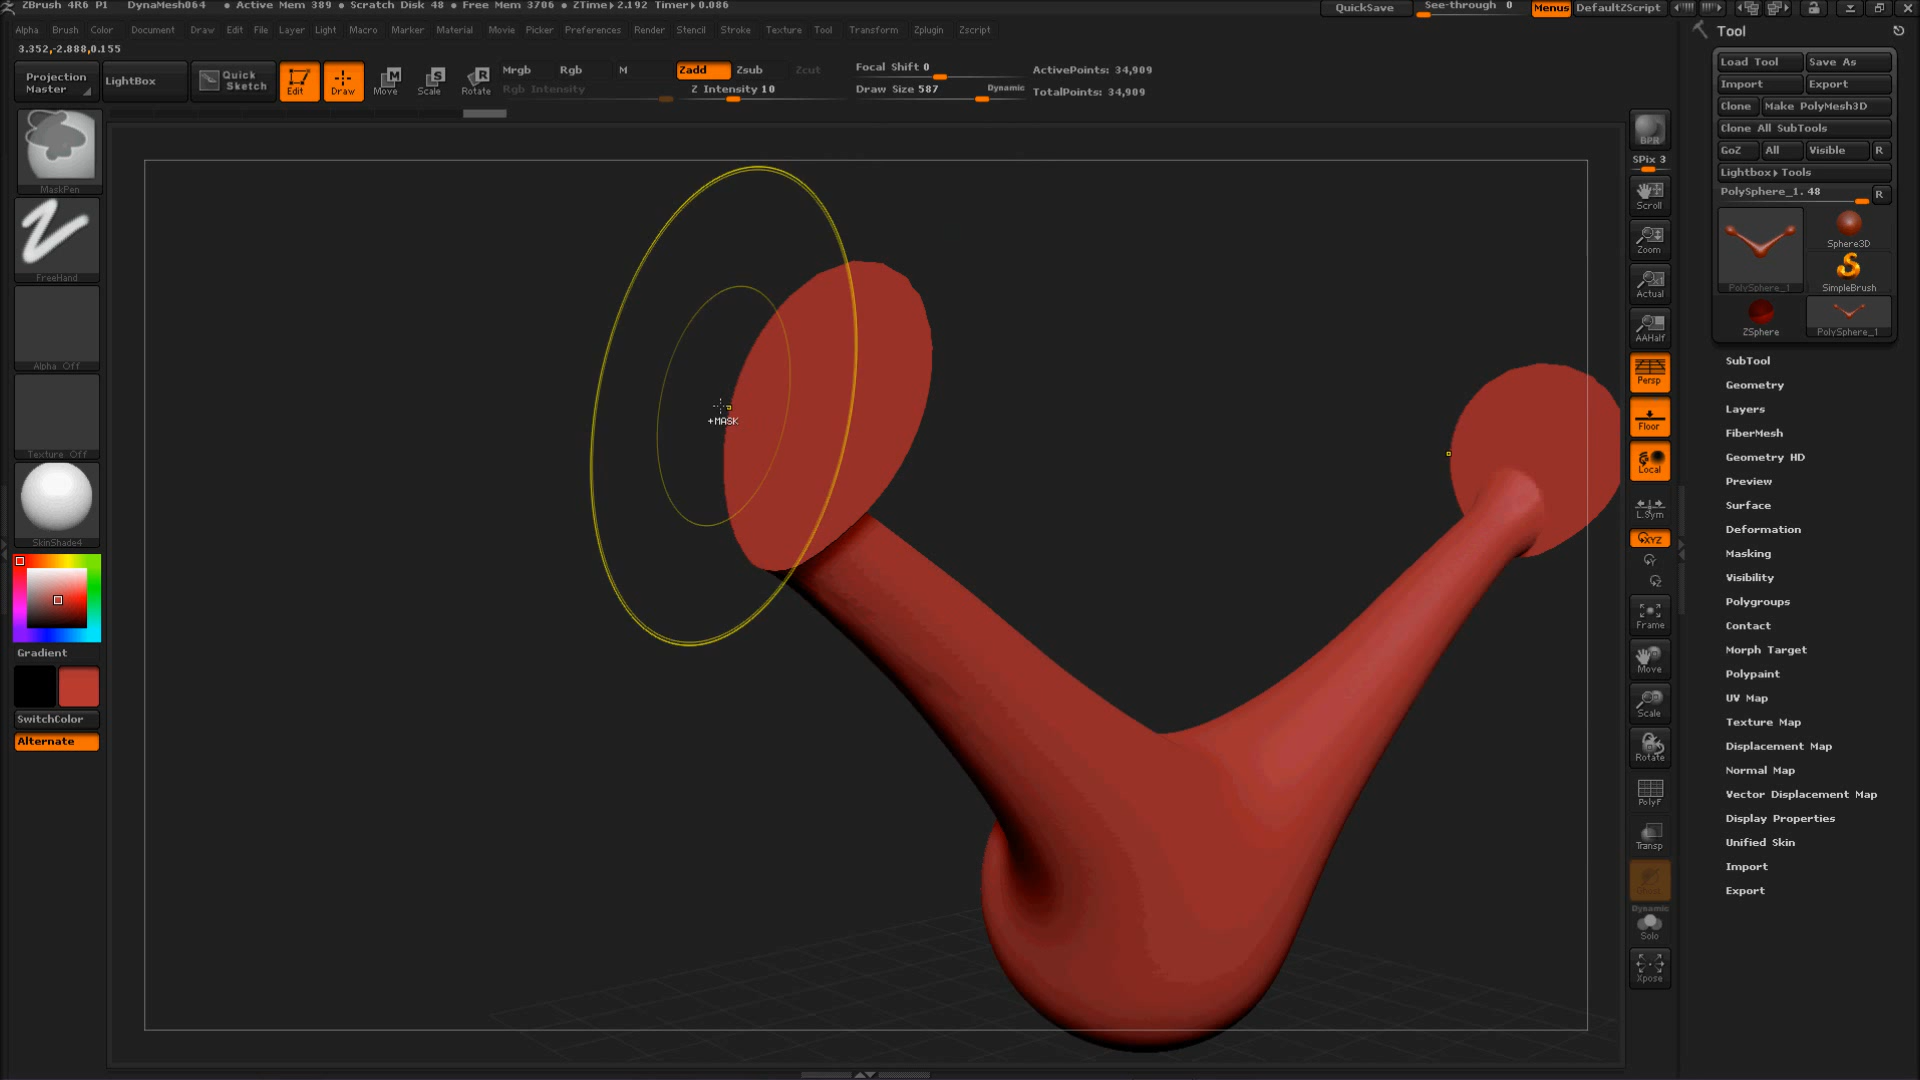 ZBrush 4R6 P1 DynaMesh064 ● Active Mem 389 ● Scratch Disk 48 ● Free Mem 3706 ● ZTime▸2.192 Timer▸0.086 QuickSave See-through 0 Menus DefaultZScript
Alpha Brush Color Document Draw Edit File Layer Light Macro Marker Material Movie Picker Preferences Render Stencil Stroke Texture Tool Transform Zplugin Zscript
3.352,-2.888,0.155
Projection Master
LightBox
Quick Sketch
Edit
Draw
Move
Scale
Rotate
Mrgb Rgb M
Rgb Intensity
Zadd Zsub Zcut
Z Intensity 10
Focal Shift 0
Draw Size 587 Dynamic
ActivePoints: 34,909
TotalPoints: 34,909
MaskPen
FreeHand
Alpha Off
Texture Off
SkinShade4
Gradient
SwitchColor
Alternate
+MASK
BPR
SPix 3
Scroll
Zoom
Actual
AAHalf
Persp
Floor
Local
L.Sym
XYZ
Y
Z
Frame
Move
Scale
Rotate
PolyF
Transp
Ghost
Dynamic
Solo
Xpose
Tool
Load Tool Save As
Import Export
Clone Make PolyMesh3D
Clone All SubTools
GoZ All Visible R
Lightbox▸Tools
PolySphere_1. 48 R
PolySphere_1
Sphere3D
SimpleBrush
ZSphere
PolySphere_1
SubTool
Geometry
Layers
FiberMesh
Geometry HD
Preview
Surface
Deformation
Masking
Visibility
Polygroups
Contact
Morph Target
Polypaint
UV Map
Texture Map
Displacement Map
Normal Map
Vector Displacement Map
Display Properties
Unified Skin
Import
Export